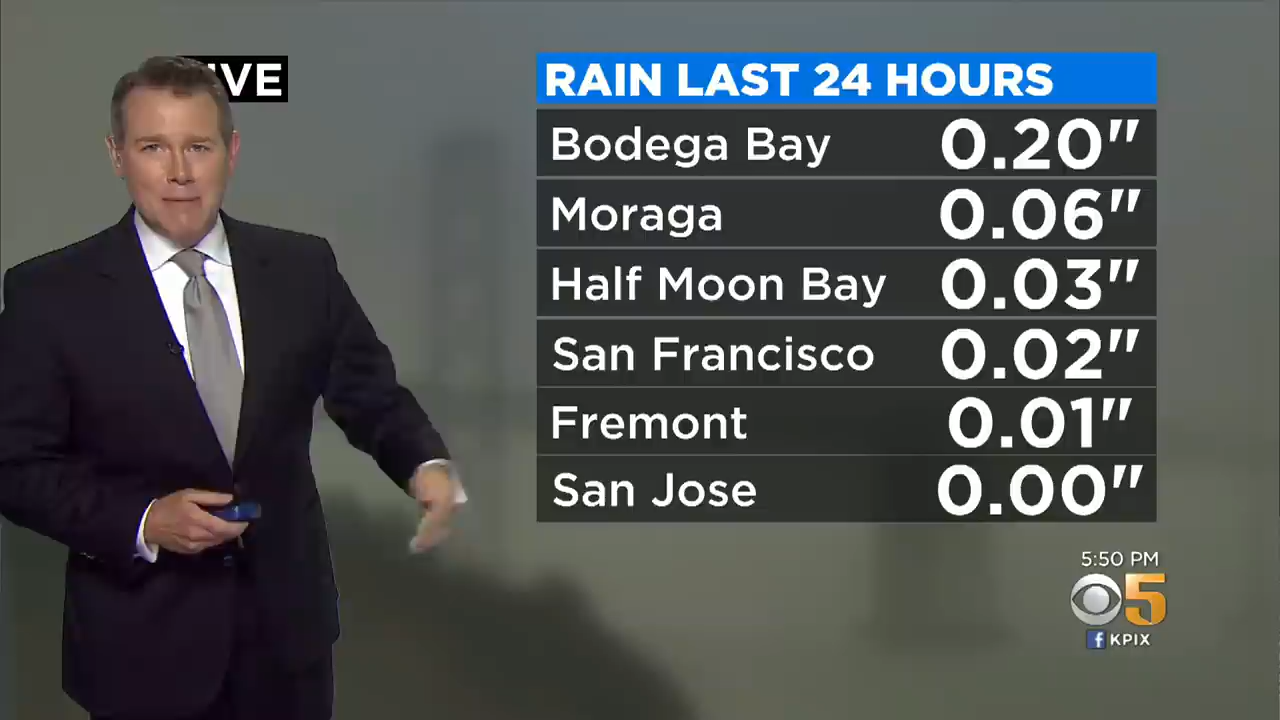 LIVE
RAIN LAST 24 HOURS
Bodega Bay 0.20"
Moraga 0.06"
Half Moon Bay 0.03"
San Francisco 0.02"
Fremont 0.01"
San Jose 0.00"
5:50 PM
5
f KPIX